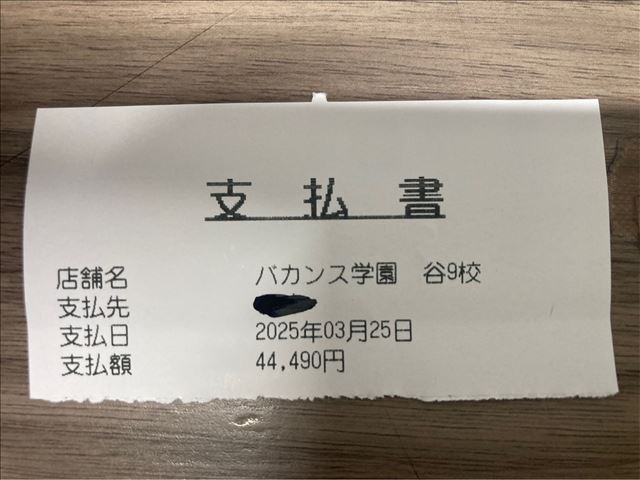 支払書
店舗名 バカンス学園 谷9校
支払先
支払日 2025年03月25日
支払額 44,490円